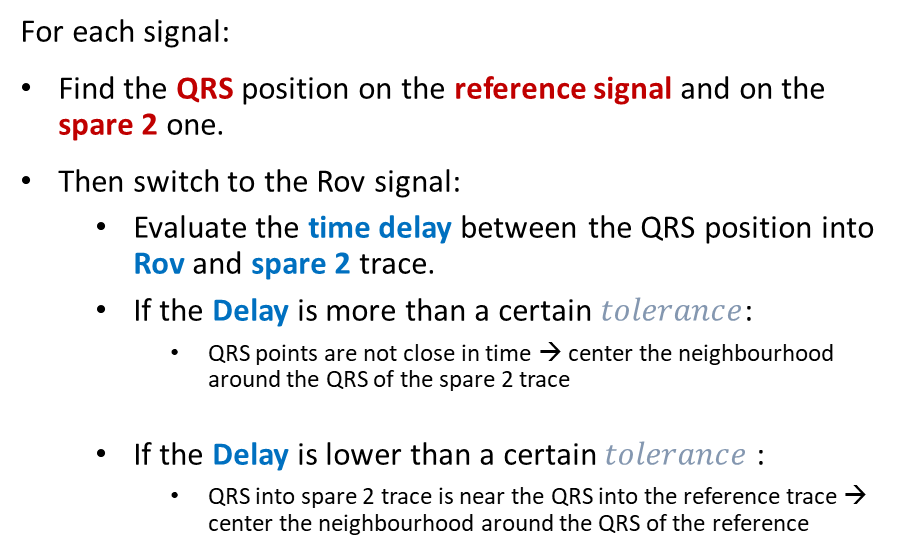 For each signal:
• Find the QRS position on the reference signal and on the
spare 2 one.
• Then switch to the Rov signal:
• Evaluate the time delay between the QRS position into
Rov and spare 2 trace.
• If the Delay is more than a certain tolerance:
• QRS points are not close in time → center the neighbourhood
around the QRS of the spare 2 trace
• If the Delay is lower than a certain tolerance :
• QRS into spare 2 trace is near the QRS into the reference trace →
center the neighbourhood around the QRS of the reference